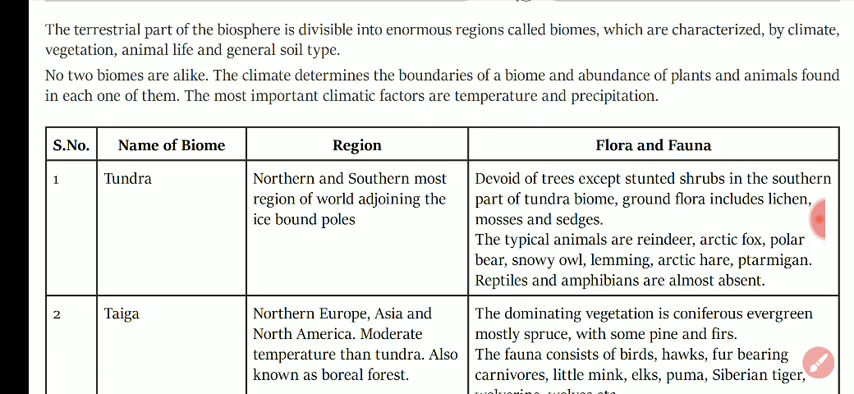 The terrestrial part of the biosphere is divisible into enormous regions called biomes, which are characterized, by climate,
vegetation, animal life and general soil type.
No two biomes are alike. The climate determines the boundaries of a biome and abundance of plants and animals found
in each one of them. The most important climatic factors are temperature and precipitation.
S.No. Name of Biome Region Flora and Fauna
1 Tundra Northern and Southern most Devoid of trees except stunted shrubs in the southern
region of world adjoining the part of tundra biome, ground flora includes lichen,
ice bound poles mosses and sedges.
The typical animals are reindeer, arctic fox, polar
bear, snowy owl, lemming, arctic hare, ptarmigan.
Reptiles and amphibians are almost absent.
2 Taiga Northern Europe, Asia and The dominating vegetation is coniferous evergreen
North America. Moderate mostly spruce, with some pine and firs.
temperature than tundra. Also The fauna consists of birds, hawks, fur bearing
known as boreal forest. carnivores, little mink, elks, puma, Siberian tiger,